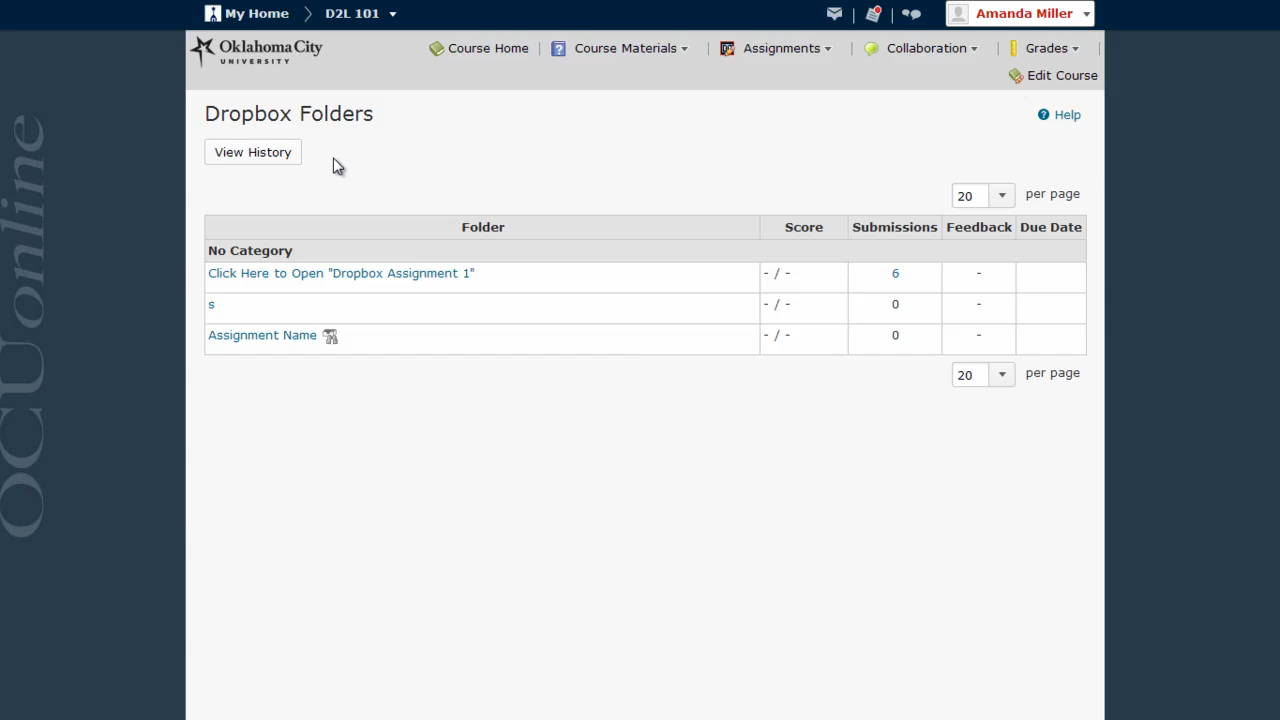 My Home D2L 101 Amanda Miller
Oklahoma City
UNIVERSITY
Course Home Course Materials Assignments Collaboration Grades
Edit Course
Dropbox Folders
Help
View History
20 per page
Folder Score Submissions Feedback Due Date
No Category
Click Here to Open "Dropbox Assignment 1" - / - 6 -
s - / - 0 -
Assignment Name - / - 0 -
20 per page
OCUonline